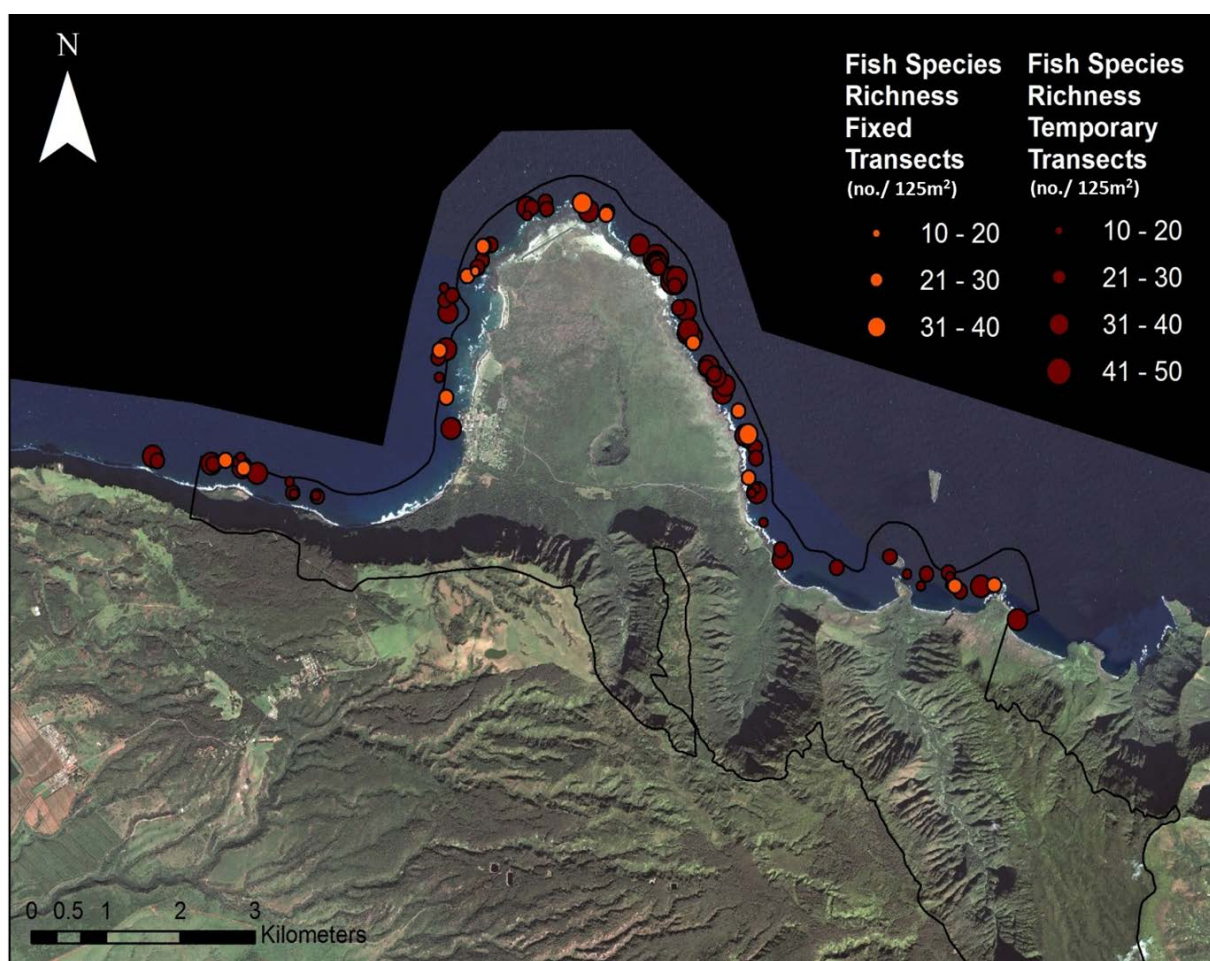 N
Fish Species
Richness
Fixed
Transects
(no./ 125m²)
10 - 20
21 - 30
31 - 40
Fish Species
Richness
Temporary
Transects
(no./ 125m²)
10 - 20
21 - 30
31 - 40
41 - 50
0 0.5 1 2 3
Kilometers